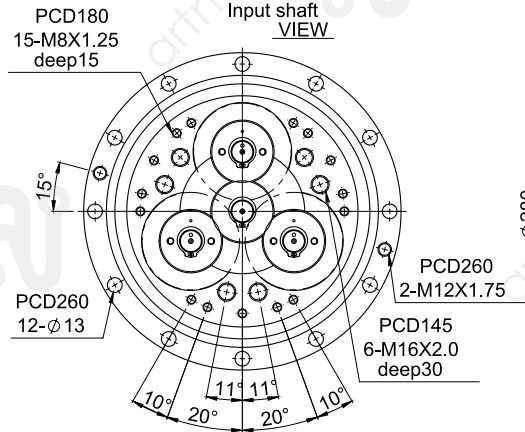 Input shaft
VIEW
PCD180
15-M8X1.25
deep15
15°
PCD260
12-∅13
PCD260
2-M12X1.75
PCD145
6-M16X2.0
deep30
11° 11°
10° 20° 20° 10°